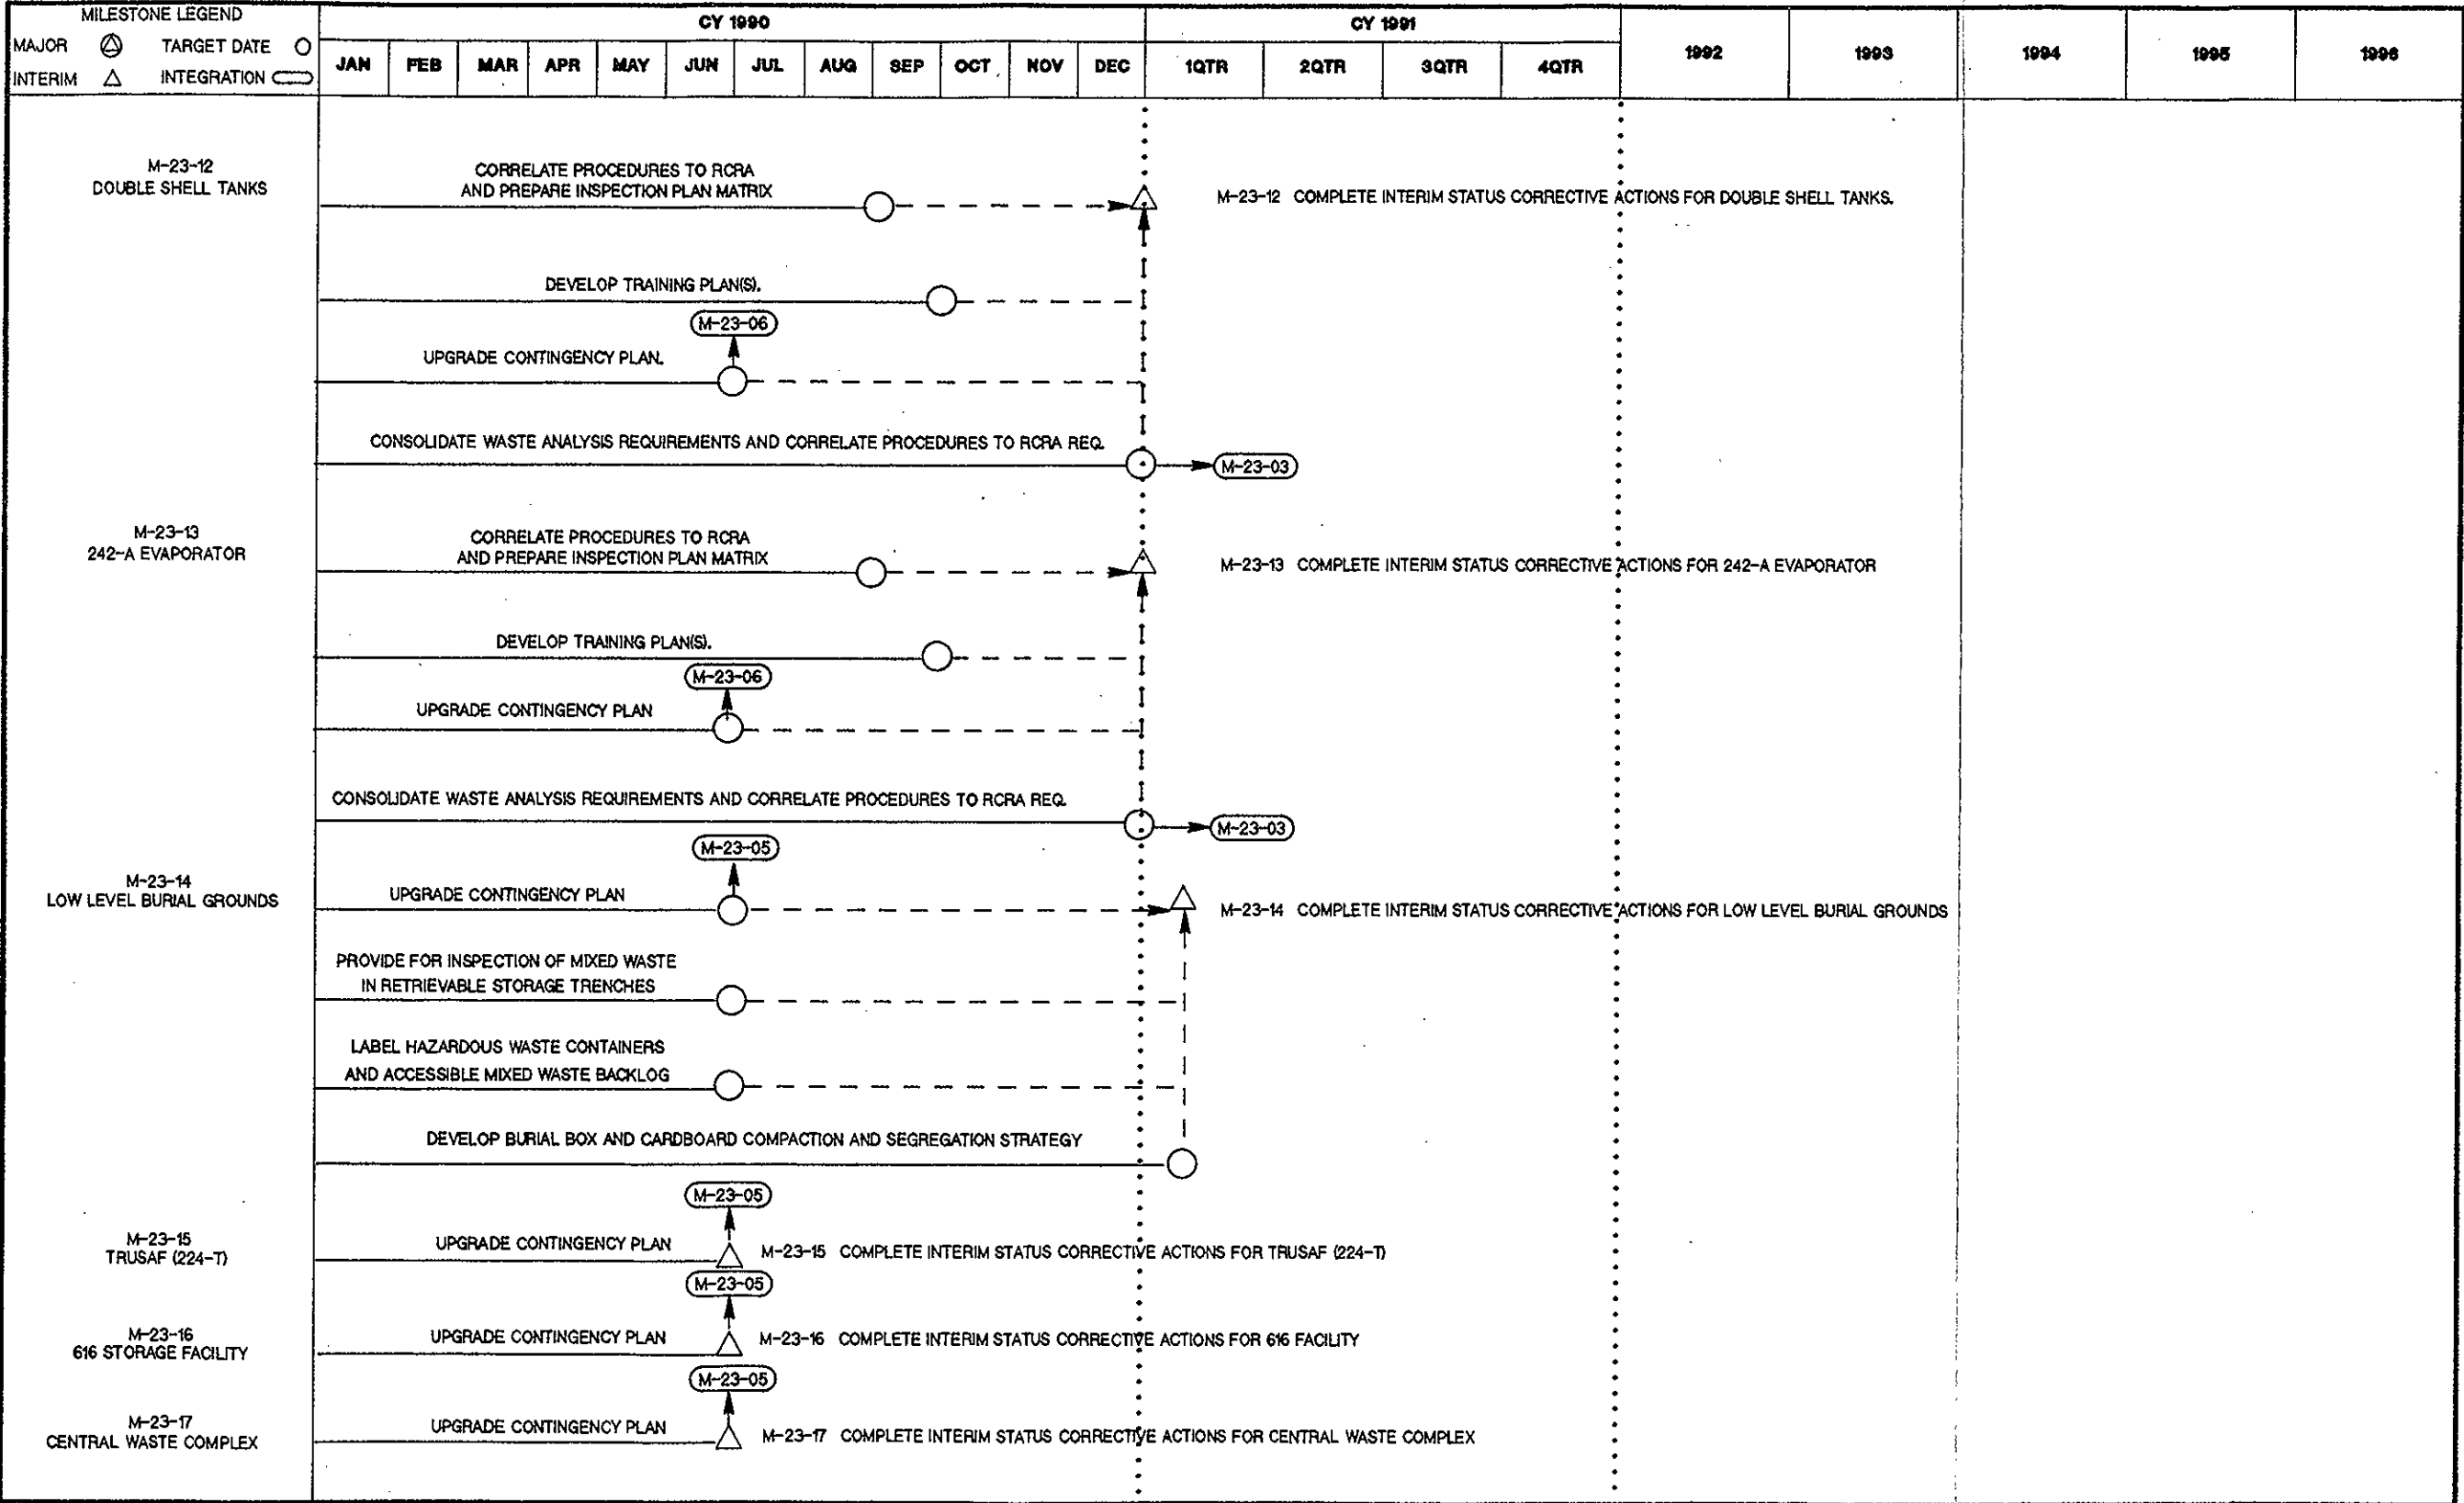 MILESTONE LEGEND
MAJOR TARGET DATE
INTERIM INTEGRATION
CY 1990
CY 1991
JAN FEB MAR APR MAY JUN JUL AUG SEP OCT NOV DEC 1QTR 2QTR 3QTR 4QTR 1992 1993 1994 1995 1996
M-23-12
DOUBLE SHELL TANKS
CORRELATE PROCEDURES TO RCRA
AND PREPARE INSPECTION PLAN MATRIX
M-23-12 COMPLETE INTERIM STATUS CORRECTIVE ACTIONS FOR DOUBLE SHELL TANKS.
DEVELOP TRAINING PLAN(S).
M-23-06
UPGRADE CONTINGENCY PLAN.
CONSOLIDATE WASTE ANALYSIS REQUIREMENTS AND CORRELATE PROCEDURES TO RCRA REQ.
M-23-03
M-23-13
242-A EVAPORATOR
CORRELATE PROCEDURES TO RCRA
AND PREPARE INSPECTION PLAN MATRIX
M-23-13 COMPLETE INTERIM STATUS CORRECTIVE ACTIONS FOR 242-A EVAPORATOR
DEVELOP TRAINING PLAN(S).
M-23-06
UPGRADE CONTINGENCY PLAN
CONSOLIDATE WASTE ANALYSIS REQUIREMENTS AND CORRELATE PROCEDURES TO RCRA REQ.
M-23-03
M-23-05
M-23-14
LOW LEVEL BURIAL GROUNDS
UPGRADE CONTINGENCY PLAN
M-23-14 COMPLETE INTERIM STATUS CORRECTIVE ACTIONS FOR LOW LEVEL BURIAL GROUNDS
PROVIDE FOR INSPECTION OF MIXED WASTE
IN RETRIEVABLE STORAGE TRENCHES
LABEL HAZARDOUS WASTE CONTAINERS
AND ACCESSIBLE MIXED WASTE BACKLOG
DEVELOP BURIAL BOX AND CARDBOARD COMPACTION AND SEGREGATION STRATEGY
M-23-05
M-23-15
TRUSAF (224-T)
UPGRADE CONTINGENCY PLAN
M-23-15 COMPLETE INTERIM STATUS CORRECTIVE ACTIONS FOR TRUSAF (224-T)
M-23-05
M-23-16
616 STORAGE FACILITY
UPGRADE CONTINGENCY PLAN
M-23-16 COMPLETE INTERIM STATUS CORRECTIVE ACTIONS FOR 616 FACILITY
M-23-05
M-23-17
CENTRAL WASTE COMPLEX
UPGRADE CONTINGENCY PLAN
M-23-17 COMPLETE INTERIM STATUS CORRECTIVE ACTIONS FOR CENTRAL WASTE COMPLEX